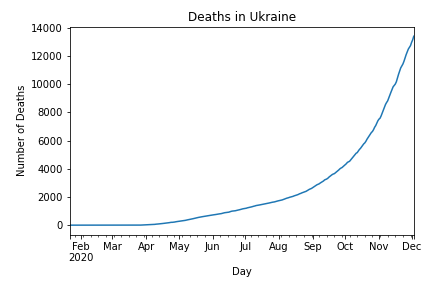 Deaths in Ukraine
Number of Deaths
14000
12000
10000
8000
6000
4000
2000
0
Feb Mar Apr May Jun Jul Aug Sep Oct Nov Dec
2020
Day